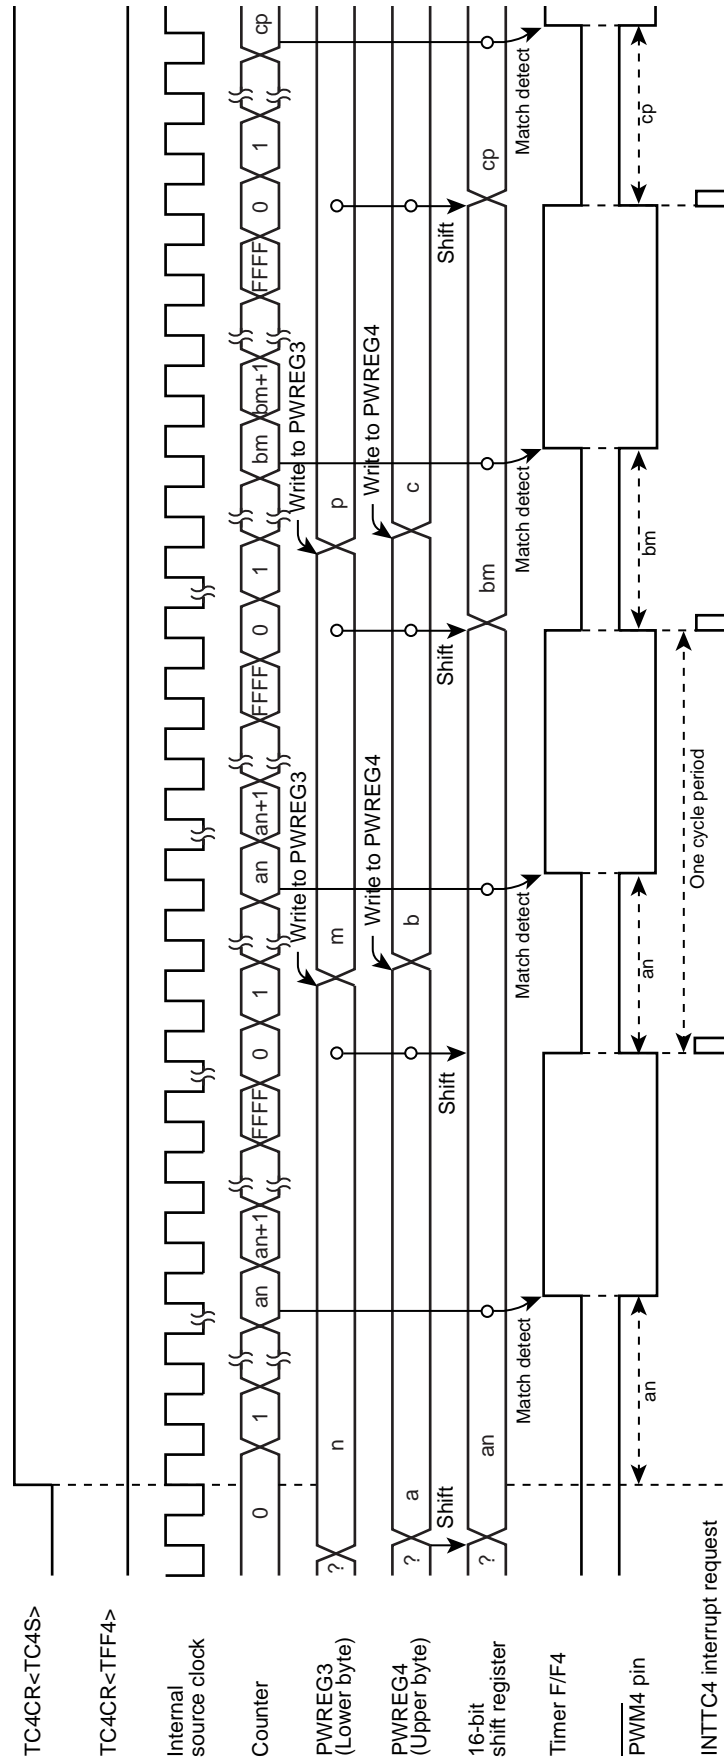 TC4CR<TC4S>
TC4CR<TFF4>
Internal
source clock
Counter 0 1 an an+1 FFFF 0 1 an an+1 FFFF 0 1 bm bm+1 FFFF 0 1 cp
Write to PWREG3 Write to PWREG3
PWREG3
(Lower byte) ? n m p
Write to PWREG4 Write to PWREG4
PWREG4
(Upper byte) ? a b c
Shift Shift Shift Shift
16-bit
shift register ? an bm cp
Match detect Match detect Match detect Match detect
Timer F/F4
PWM4 pin an an bm cp
One cycle period
INTTC4 interrupt request